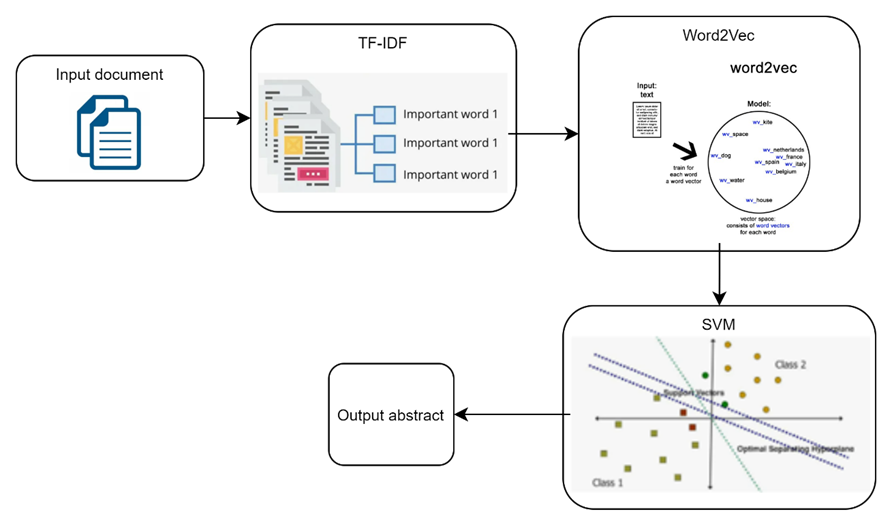 Input document
TF-IDF
Important word 1
Important word 1
Important word 1
Word2Vec
word2vec
Input:
text
train for
each word
a word vector
Model:
wv_kite
wv_space
wv_netherlands
wv_dog
wv_france
wv_spain
wv_italy
wv_belgium
wv_water
wv_house
vector space:
consists of word vectors
for each word
SVM
Class 2
Support Vectors
Optimal Separating Hyperplane
Class 1
Output abstract